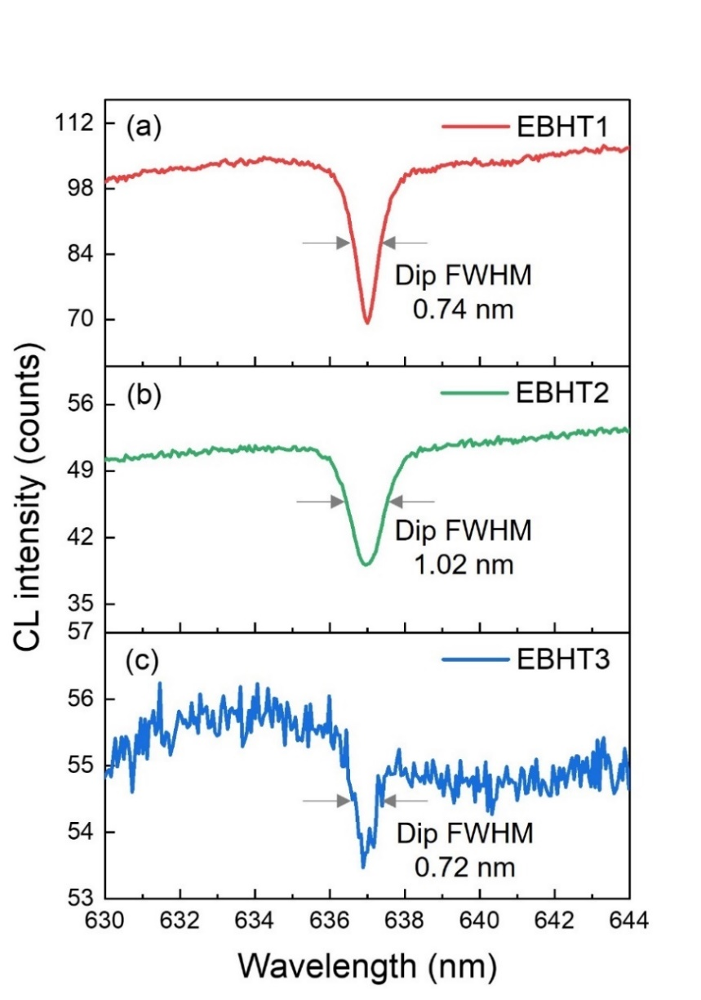 (a)
EBHT1
112
98
84
70
Dip FWHM
0.74 nm
(b)
EBHT2
56
49
42
35
Dip FWHM
1.02 nm
CL intensity (counts)
(c)
EBHT3
57
56
55
54
53
Dip FWHM
0.72 nm
630 632 634 636 638 640 642 644
Wavelength (nm)